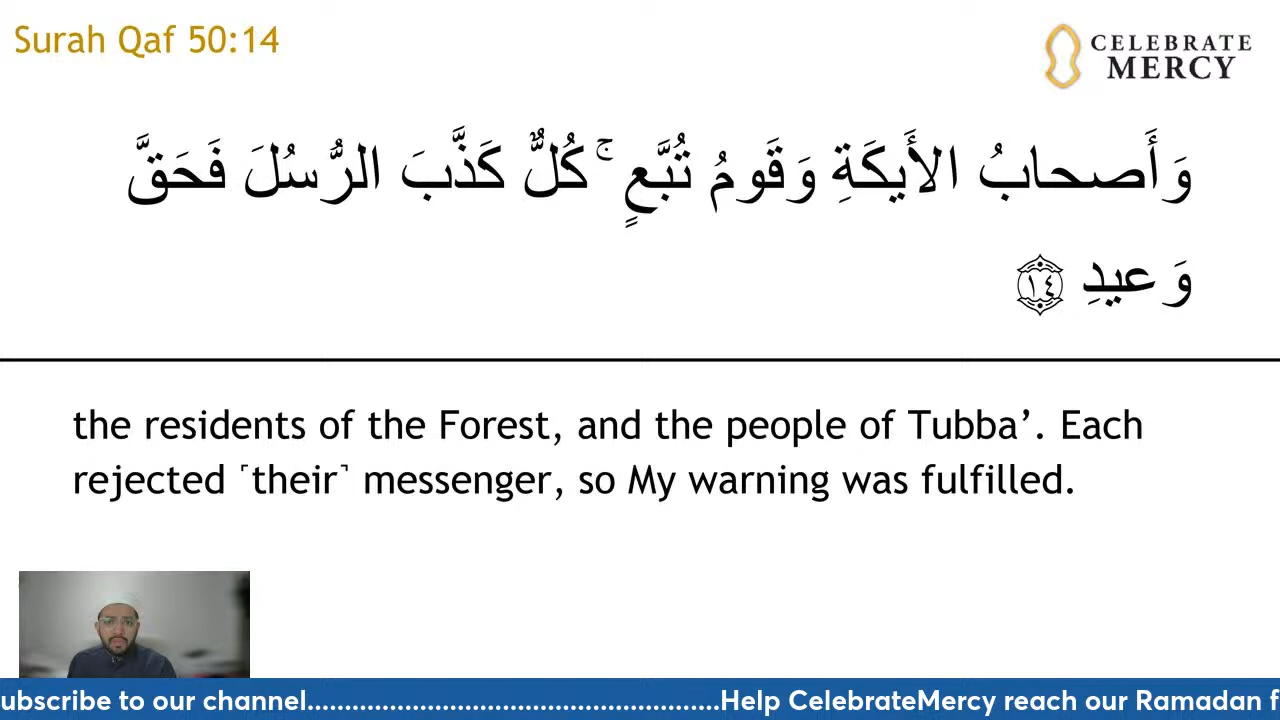 Surah Qaf 50:14
CELEBRATE
MERCY
وَأَصحابُ الأَيكَةِ وَقَومُ تُبَّعٍ ۚ كُلٌّ كَذَّبَ الرُّسُلَ فَحَقَّ
وَعيدِ ١٤
the residents of the Forest, and the people of Tubba’. Each
rejected ˹their˺ messenger, so My warning was fulfilled.
ubscribe to our channel.......................................................Help CelebrateMercy reach our Ramadan f